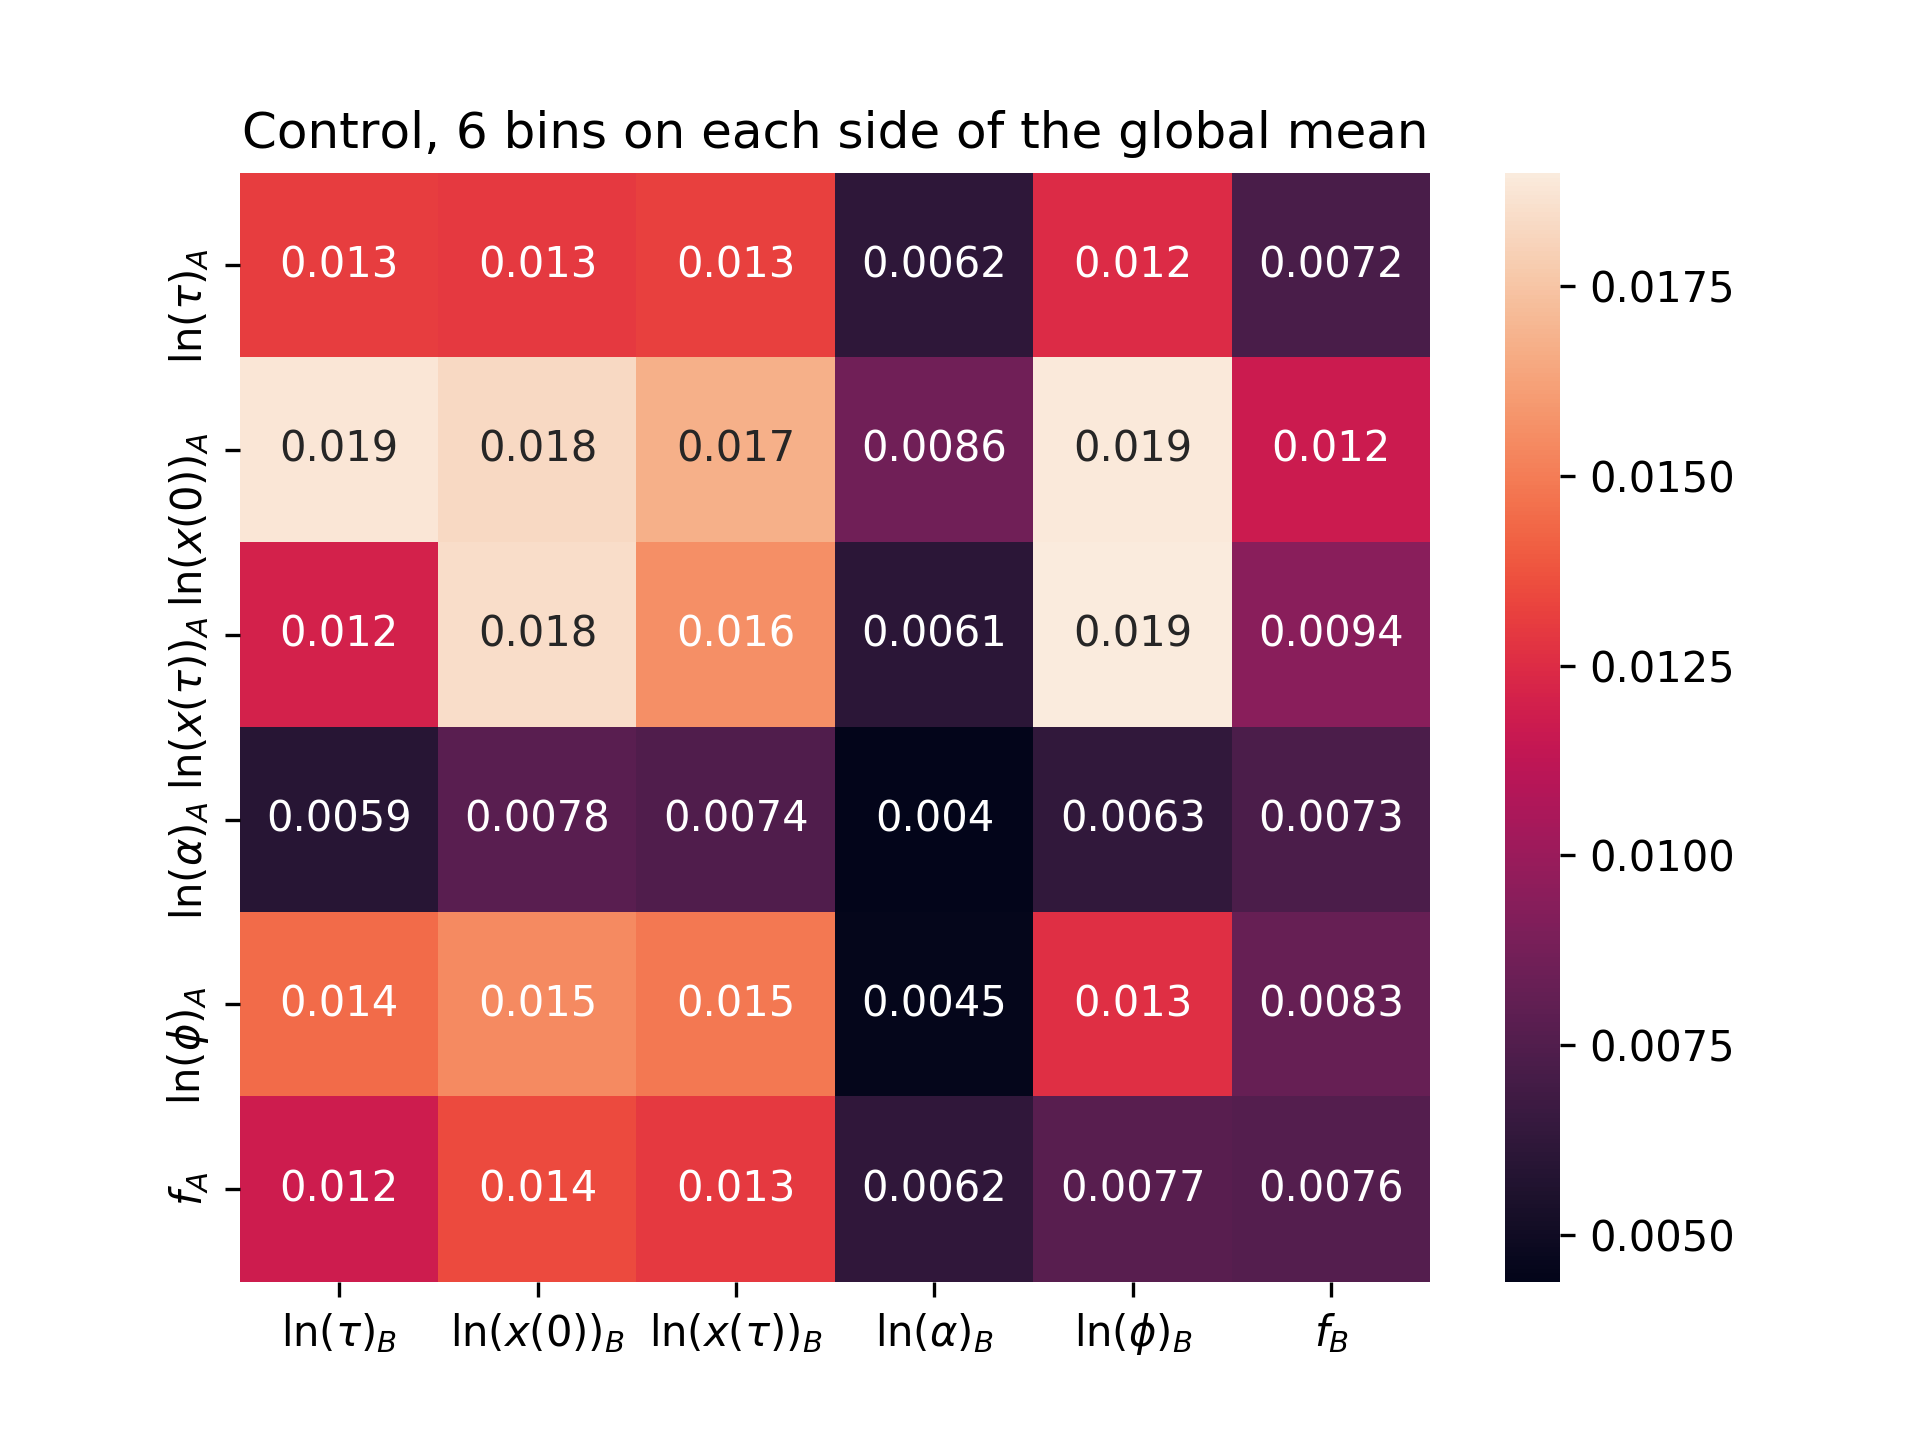 Control, 6 bins on each side of the global mean
ln(τ)A 0.013 0.013 0.013 0.0062 0.012 0.0072
ln(x(0))A 0.019 0.018 0.017 0.0086 0.019 0.012
ln(x(τ))A 0.012 0.018 0.016 0.0061 0.019 0.0094
ln(α)A 0.0059 0.0078 0.0074 0.004 0.0063 0.0073
ln(ϕ)A 0.014 0.015 0.015 0.0045 0.013 0.0083
fA 0.012 0.014 0.013 0.0062 0.0077 0.0076
ln(τ)B ln(x(0))B ln(x(τ))B ln(α)B ln(ϕ)B fB
0.0175
0.0150
0.0125
0.0100
0.0075
0.0050